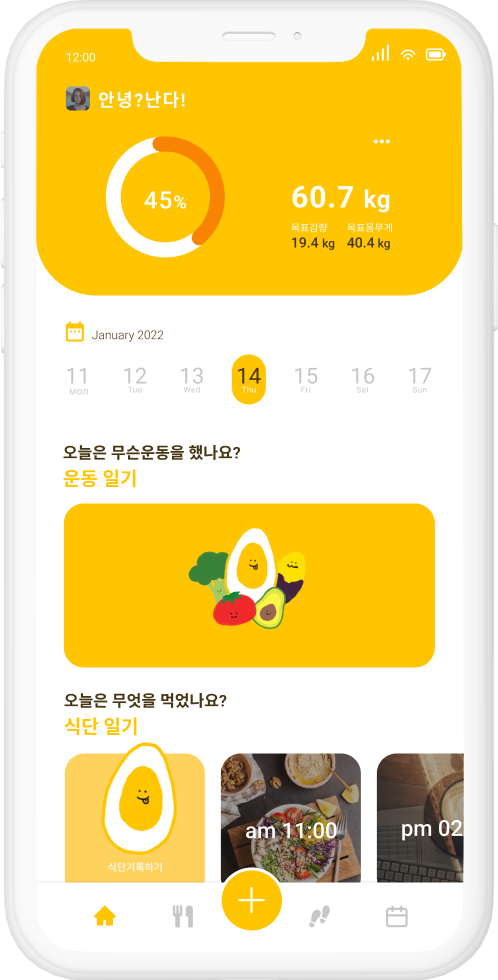 12:00
안녕?난다!
45%
60.7 kg
목표감량 목표몸무게
19.4 kg 40.4 kg
January 2022
11 12 13 14 15 16 17
MON Tue Wed Thu Fri Sat Sun
오늘은 무슨운동을 했나요?
운동 일기
오늘은 무엇을 먹었나요?
식단 일기
am 11:00
pm 02
식단기록하기